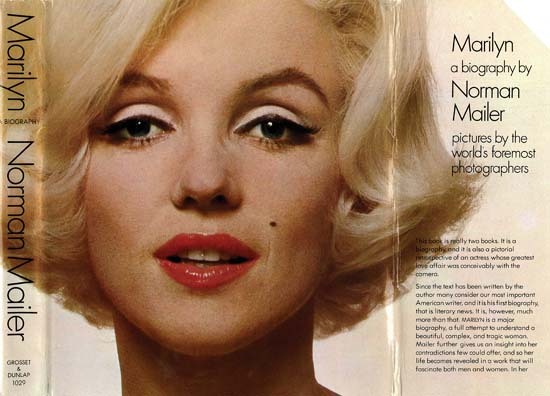 Marilyn
A BIOGRAPHY
Norman Mailer
GROSSET
&
DUNLAP
1029
Marilyn
a biography by
Norman
Mailer
pictures by the
world's foremost
photographers
This book is really two books. It is a
biography, and it is also a pictorial
retrospective of an actress whose greatest
love affair was conceivably with the
camera.
Since the text has been written by the
author many consider our most important
American writer, and it is his first biography,
that is literary news. It is, however, much
more than that. MARILYN is a major
biography, a full attempt to understand a
beautiful, complex, and tragic woman.
Mailer further gives us an insight into her
contradictions few could offer, and so her
life becomes revealed in a work that will
fascinate both men and women. In her